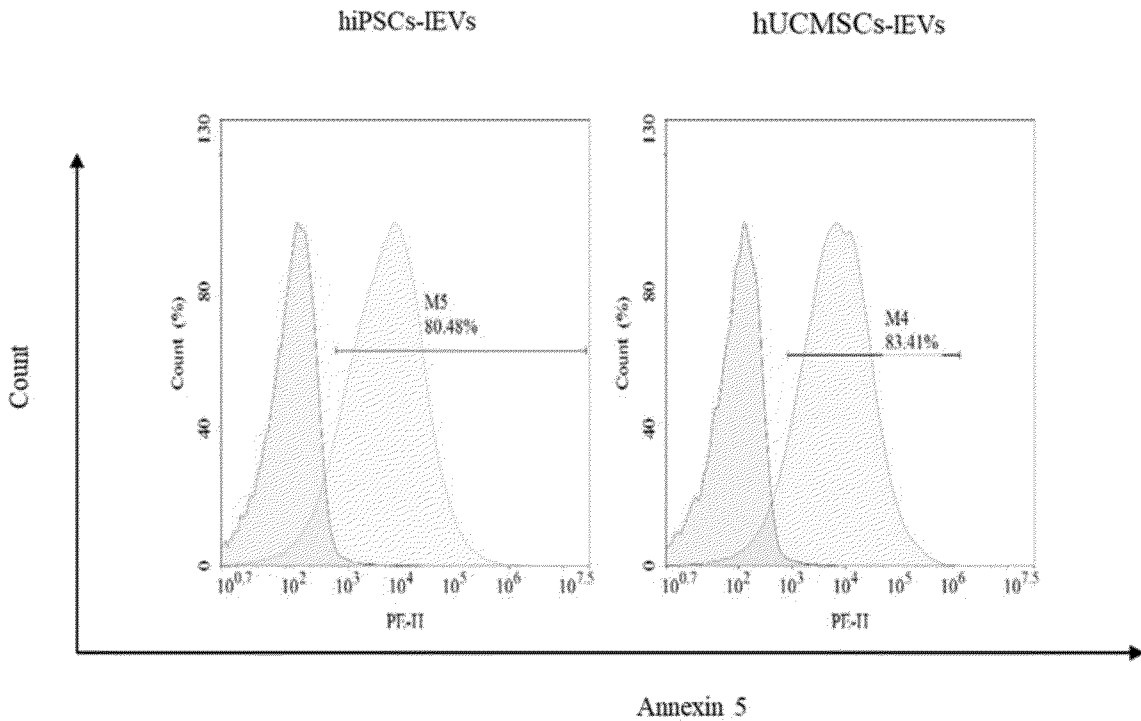 hiPSCs-IEVs
hUCMSCs-IEVs
Count
130
80
40
0
Count (%)
M5
80.48%
10^0.7 10^2 10^3 10^4 10^5 10^6 10^7.5
PE-H
130
80
40
0
Count (%)
M4
83.41%
10^0.7 10^2 10^3 10^4 10^5 10^6 10^7.5
PE-H
Annexin 5